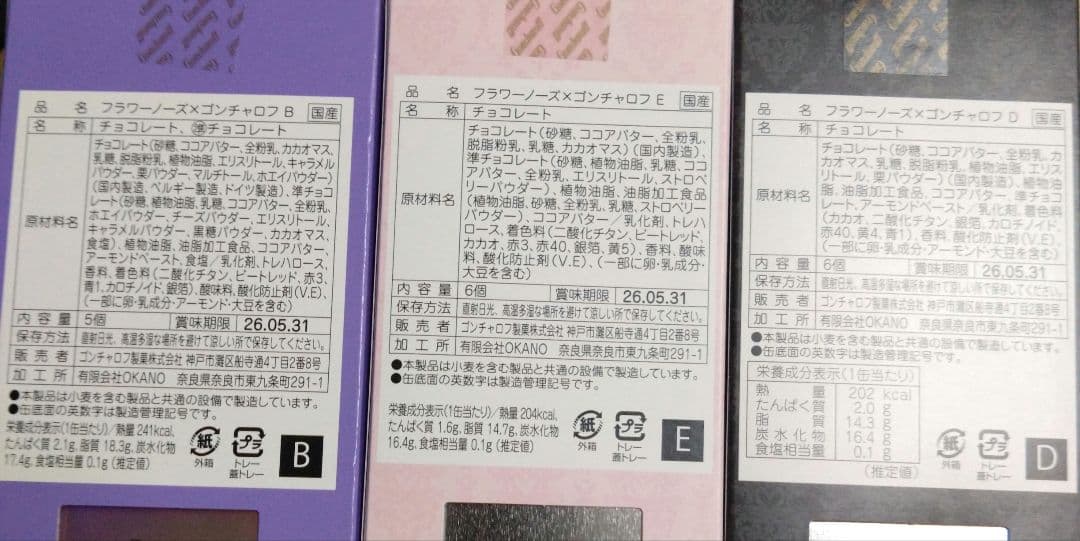 品 名 フラワーノーズ×ゴンチャロフ B 国産
名 称 チョコレート、準チョコレート
原材料名
チョコレート(砂糖、ココアバター、全粉乳、カカオマス、
乳糖、脱脂粉乳、植物油脂、エリスリトール、キャラメル
パウダー、栗パウダー、マルチトール、ホエイパウダー)
(国内製造、ベルギー製造、ドイツ製造)、準チョコ
レート(砂糖、植物油脂、乳糖、ココアバター、全粉乳、
ホエイパウダー、チーズパウダー、エリスリトール、
キャラメルパウダー、黒糖パウダー、カカオマス、
食塩)、植物油脂、油脂加工食品、ココアバター、
アーモンドペースト、食塩/乳化剤、トレハロース、
香料、着色料(二酸化チタン、ビートレッド、赤3、
青1、カロチノイド、銀箔)、酸味料、酸化防止剤(V.E)、
(一部に卵・乳成分・アーモンド・大豆を含む)
内 容 量 5個 賞味期限 26.05.31
保存方法 直射日光、高温多湿な場所を避けて涼しい所で保存してください。
販 売 者 ゴンチャロフ製菓株式会社 神戸市灘区船寺通4丁目2番8号
加 工 所 有限会社OKANO 奈良県奈良市東九条町291-1
●本製品は小麦を含む製品と共通の設備で製造しています。
●缶底面の英数字は製造管理記号です。
栄養成分表示(1缶当たり)/熱量 241kcal、
たんぱく質 2.1g、脂質 18.3g、炭水化物
17.4g、食塩相当量 0.1g (推定値)
紙
外箱
プラ
トレー
蓋トレー
B
品 名 フラワーノーズ×ゴンチャロフ E 国産
名 称 チョコレート
原材料名
チョコレート(砂糖、ココアバター、全粉乳、
脱脂粉乳、乳糖、カカオマス)(国内製造)、
準チョコレート(砂糖、植物油脂、乳糖、ココ
アバター、全粉乳、エリスリトール、ストロベ
リーパウダー)、植物油脂、油脂加工食品
(植物油脂、砂糖、全粉乳、乳糖、ストロベリー
パウダー)、ココアバター/乳化剤、トレハ
ロース、着色料(二酸化チタン、ビートレッド、
カカオ、赤3、赤40、銀箔、黄5)、香料、酸味
料、酸化防止剤(V.E)、(一部に卵・乳成分・
大豆を含む)
内 容 量 6個 賞味期限 26.05.31
保存方法 直射日光、高温多湿な場所を避けて涼しい所で保存してください。
販 売 者 ゴンチャロフ製菓株式会社 神戸市灘区船寺通4丁目2番8号
加 工 所 有限会社OKANO 奈良県奈良市東九条町291-1
●本製品は小麦を含む製品と共通の設備で製造しています。
●缶底面の英数字は製造管理記号です。
栄養成分表示(1缶当たり)/熱量 204kcal、
たんぱく質 1.6g、脂質 14.7g、炭水化物
16.4g、食塩相当量 0.1g (推定値)
紙
外箱
プラ
トレー
蓋トレー
E
品 名 フラワーノーズ×ゴンチャロフ D 国産
名 称 チョコレート
原材料名
チョコレート(砂糖、ココアバター、全粉乳、カ
カオマス、乳糖、脱脂粉乳、植物油脂、エリスリ
トール、栗パウダー)(国内製造)、植物油
脂、油脂加工食品、ココアバター、準チョコ
レート、アーモンドペースト/乳化剤、着色料
(カカオ、二酸化チタン、銀箔、カロチノイド、
赤40、黄4、青1)、香料、酸化防止剤(V.E)、
(一部に卵・乳成分・アーモンド・大豆を含む)
内 容 量 6個 賞味期限 26.05.31
保存方法 直射日光、高温多湿な場所を避けて涼しい所で保存してください。
販 売 者 ゴンチャロフ製菓株式会社 神戸市灘区船寺通4丁目2番8号
加 工 所 有限会社OKANO 奈良県奈良市東九条町291-1
●本製品は小麦を含む製品と共通の設備で製造しています。
●缶底面の英数字は製造管理記号です。
栄養成分表示(1缶当たり)
熱 量 202 kcal
たんぱく質 2.0 g
脂 質 14.3 g
炭水化物 16.4 g
食塩相当量 0.1 g
(推定値)
紙
外箱
プラ
トレー
蓋トレー
D